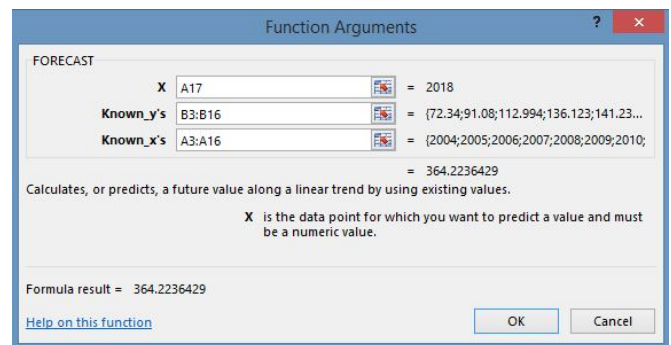 Function Arguments ? ×
FORECAST
X A17 = 2018
Known_y's B3:B16 = {72.34;91.08;112.994;136.123;141.23...
Known_x's A3:A16 = {2004;2005;2006;2007;2008;2009;2010;
= 364.2236429
Calculates, or predicts, a future value along a linear trend by using existing values.
X is the data point for which you want to predict a value and must
be a numeric value.
Formula result = 364.2236429
Help on this function OK Cancel